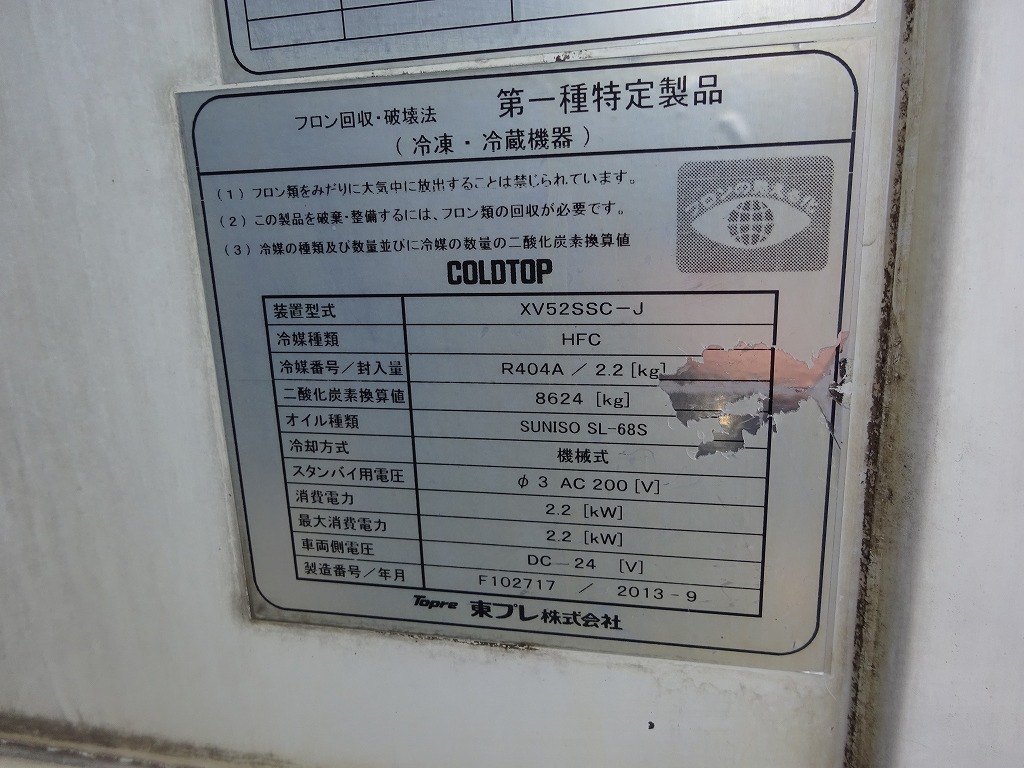 フロン回収・破壊法 第一種特定製品
(冷凍・冷蔵機器)
(1) フロン類をみだりに大気中に放出することは禁じられています。
(2) この製品を破棄・整備するには、フロン類の回収が必要です。
(3) 冷媒の種類及び数量並びに冷媒の数量の二酸化炭素換算値
フロンの見える化
COLDTOP
装置型式 XV52SSC-J
冷媒種類 HFC
冷媒番号/封入量 R404A / 2.2 [kg]
二酸化炭素換算値 8624 [kg]
オイル種類 SUNISO SL-68S
冷却方式 機械式
スタンバイ用電圧 φ3 AC 200 [V]
消費電力 2.2 [kW]
最大消費電力 2.2 [kW]
車両側電圧 DC-24 [V]
製造番号/年月 F102717 / 2013-9
Topre 東プレ株式会社